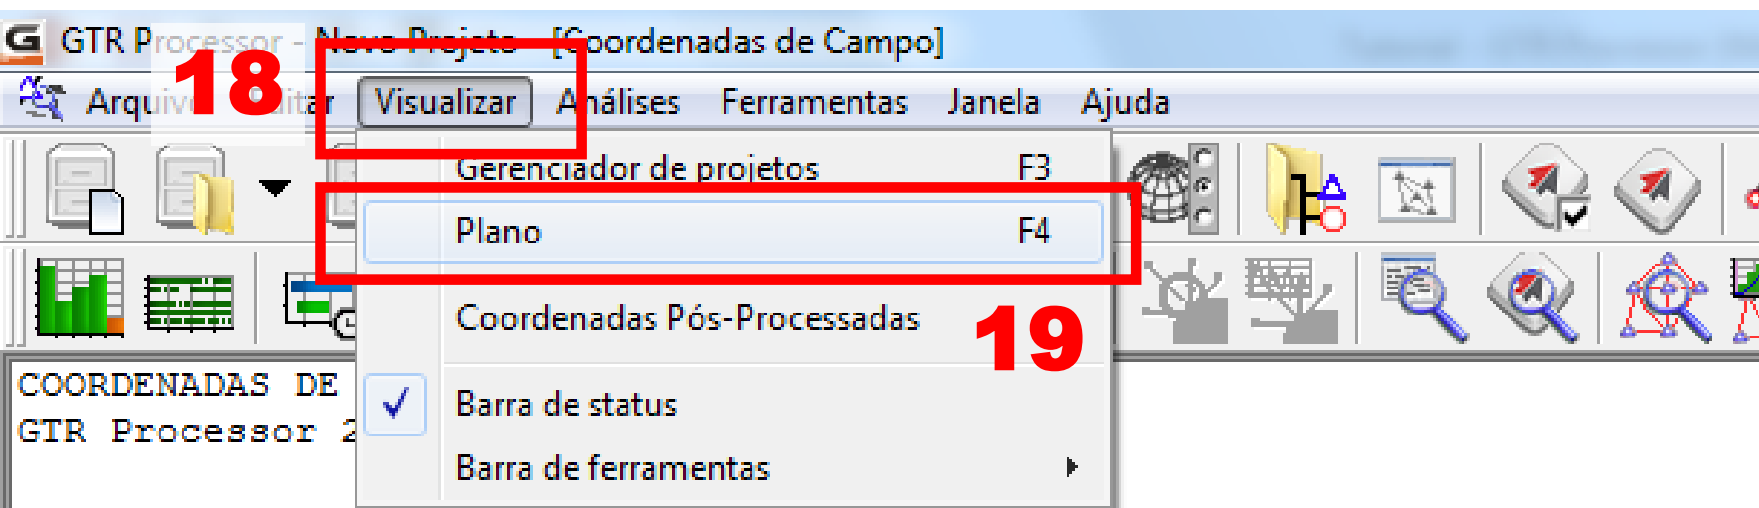 GTR Processor - Novo Projeto - [Coordenadas de Campo]
18
Arquivo Editar Visualizar Análises Ferramentas Janela Ajuda
Gerenciador de projetos F3
Plano F4
Coordenadas Pós-Processadas
19
Barra de status
Barra de ferramentas
COORDENADAS DE
GTR Processor 2